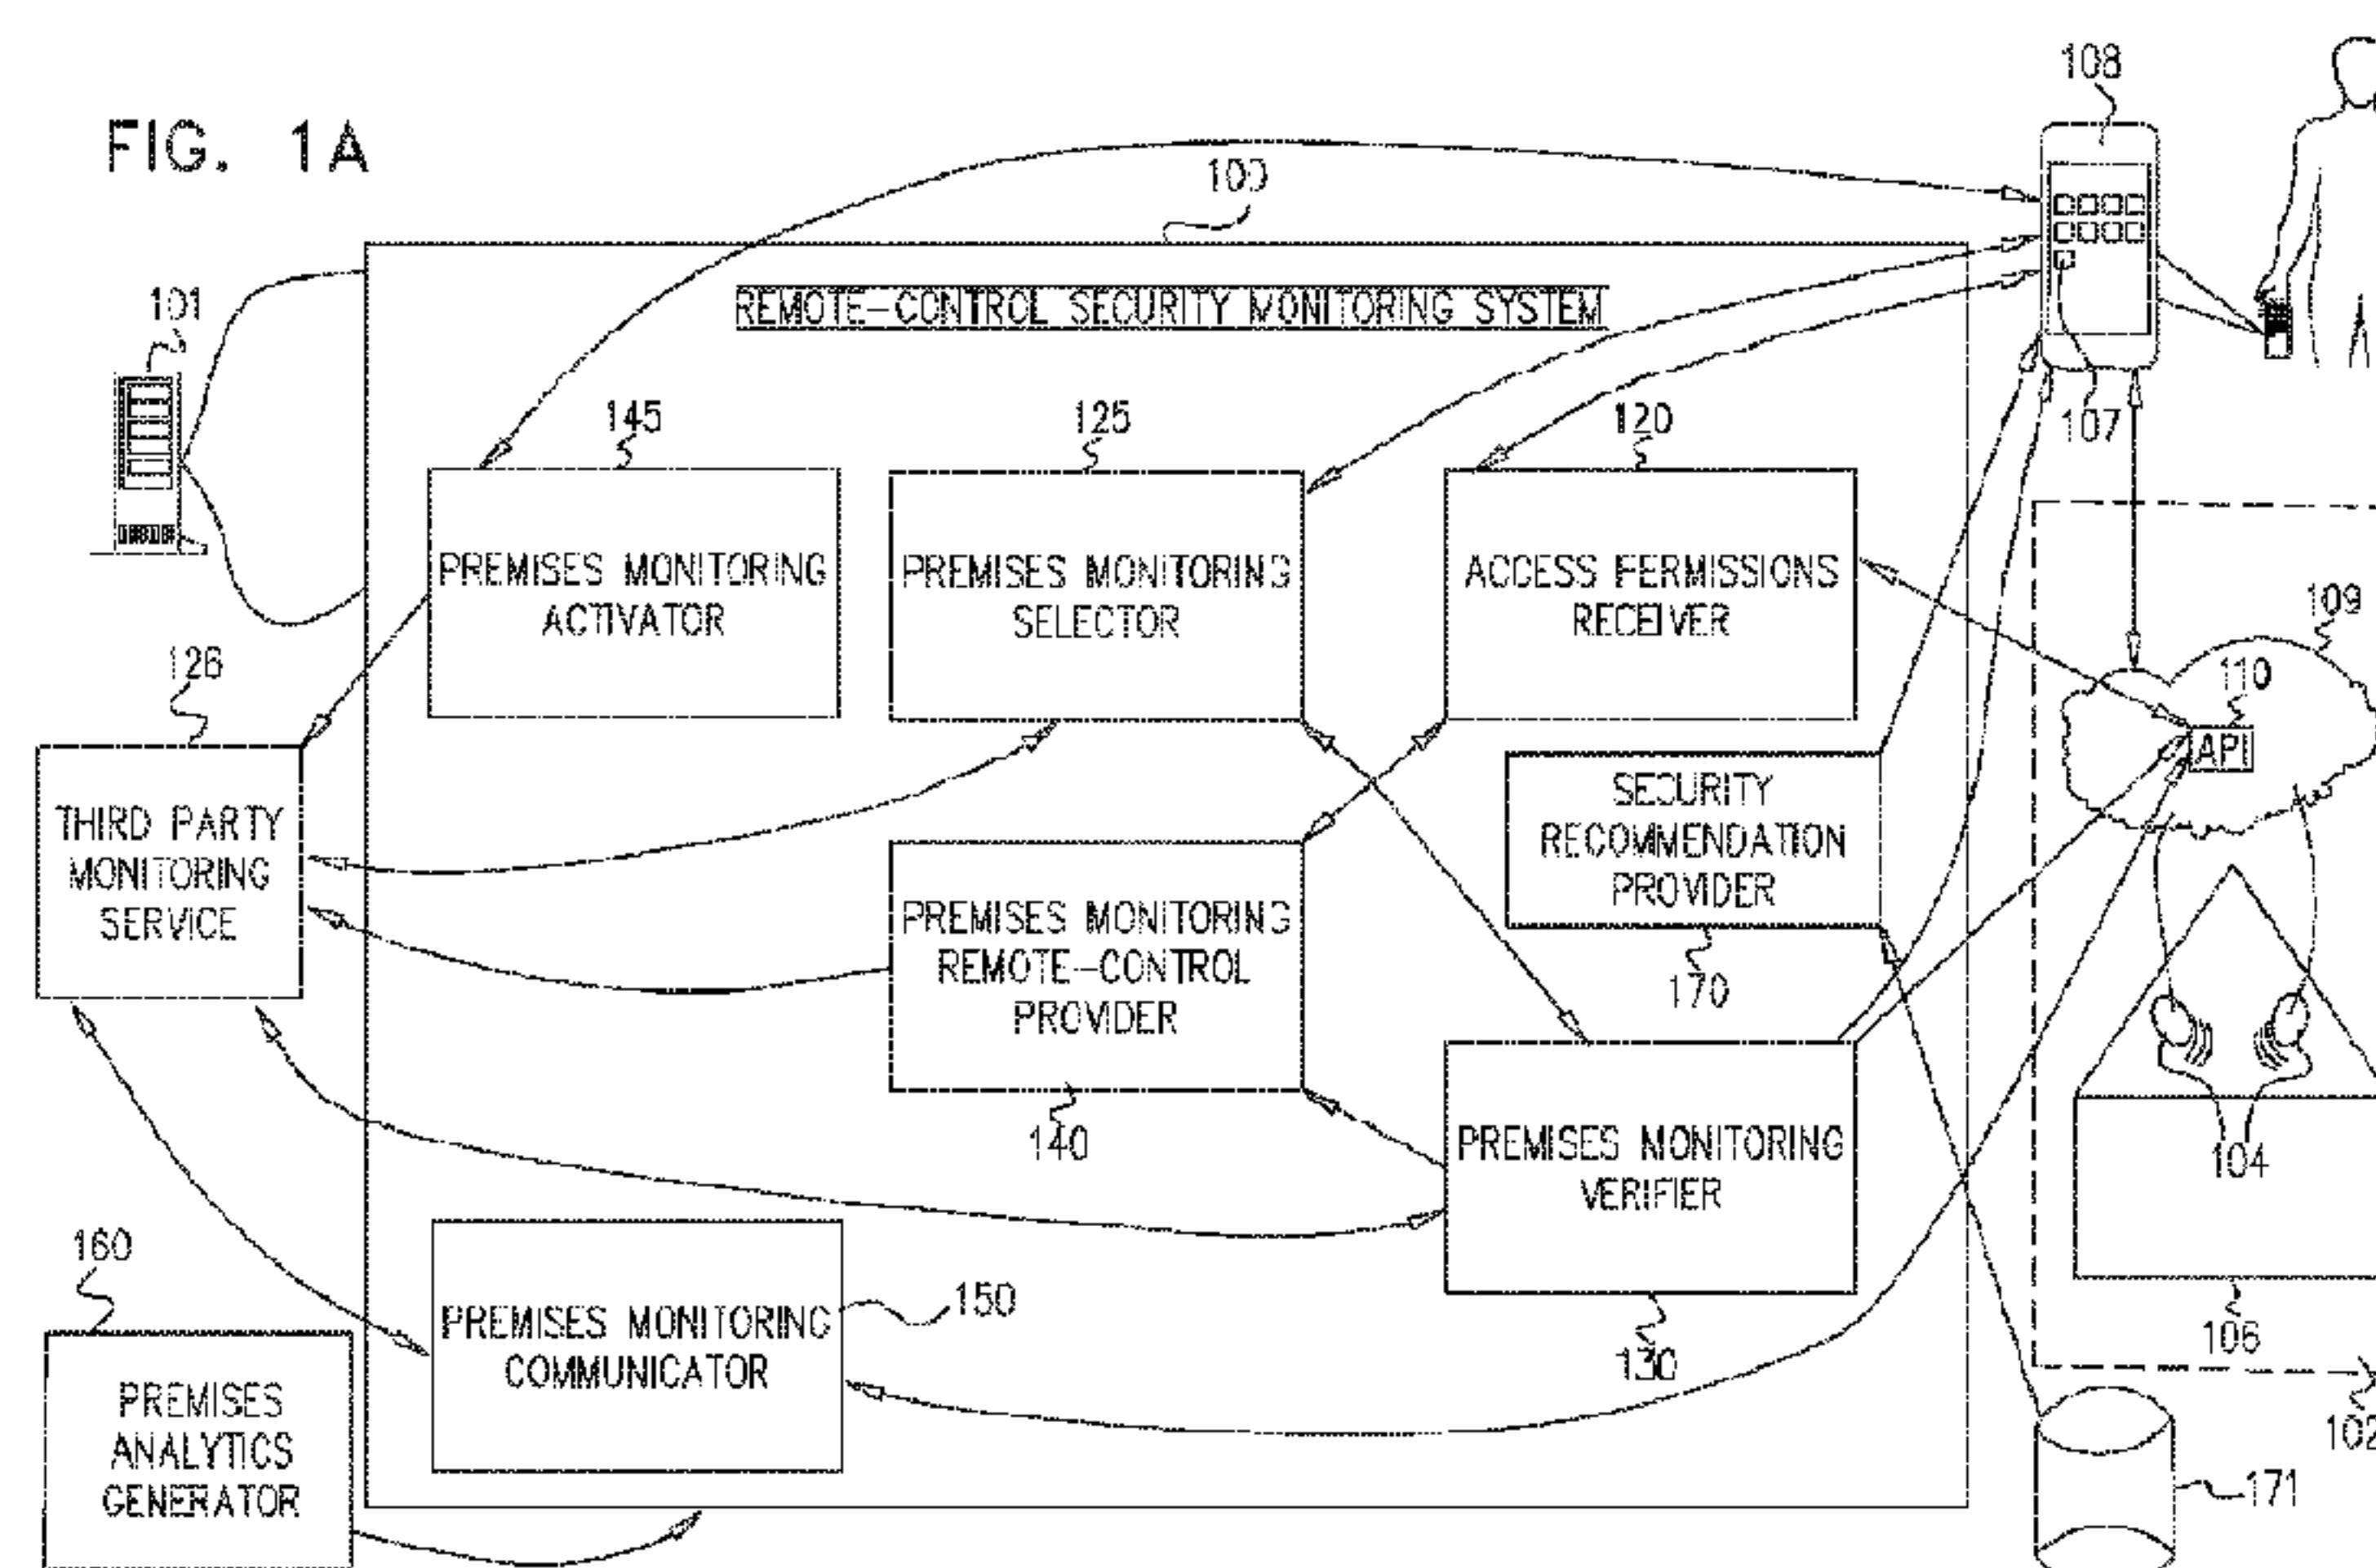 FIG. 1A
108
100
REMOTE-CONTROL SECURITY MONITORING SYSTEM
101
107
145
125
120
PREMISES MONITORING
ACTIVATOR
PREMISES MONITORING
SELECTOR
ACCESS PERMISSIONS
RECEIVER
109
126
110
API
THIRD PARTY
MONITORING
SERVICE
SECURITY
RECOMMENDATION
PROVIDER
170
PREMISES MONITORING
REMOTE-CONTROL
PROVIDER
140
PREMISES MONITORING
VERIFIER
130
104
106
102
160
150
PREMISES MONITORING
COMMUNICATOR
PREMISES
ANALYTICS
GENERATOR
171